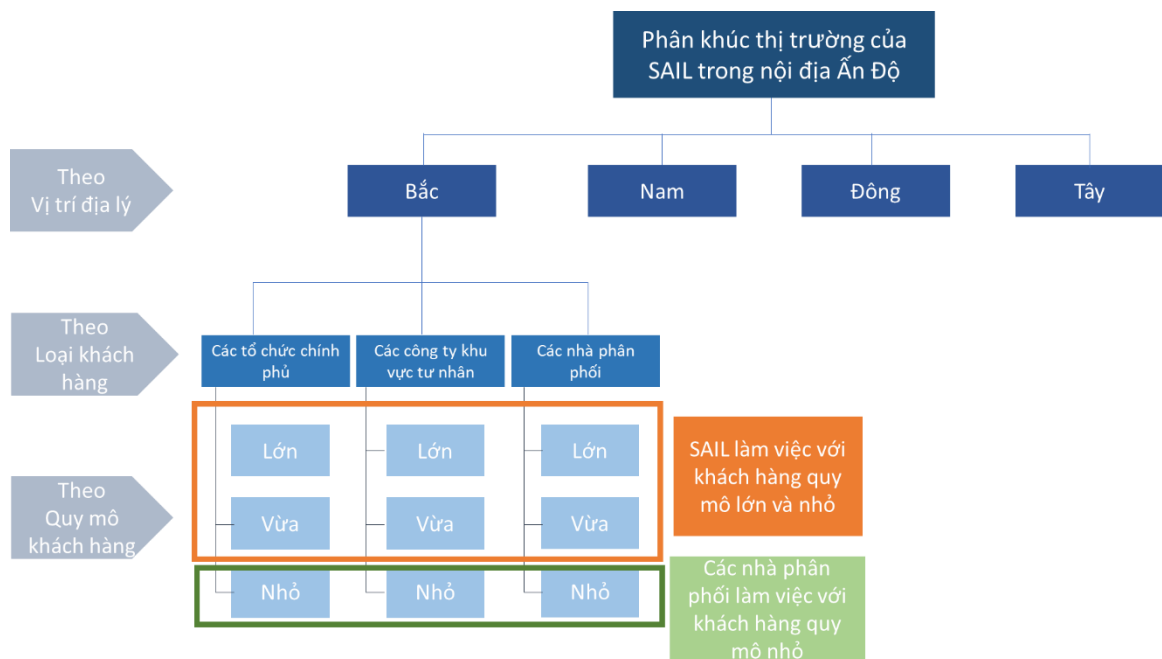 Phân khúc thị trường của
SAIL trong nội địa Ấn Độ
Theo
Vị trí địa lý
Bắc
Nam
Đông
Tây
Theo
Loại khách
hàng
Các tổ chức chính
phủ
Các công ty khu
vực tư nhân
Các nhà phân
phối
Theo
Quy mô
khách hàng
Lớn
Lớn
Lớn
Vừa
Vừa
Vừa
Nhỏ
Nhỏ
Nhỏ
SAIL làm việc với
khách hàng quy
mô lớn và nhỏ
Các nhà phân
phối làm việc với
khách hàng quy
mô nhỏ